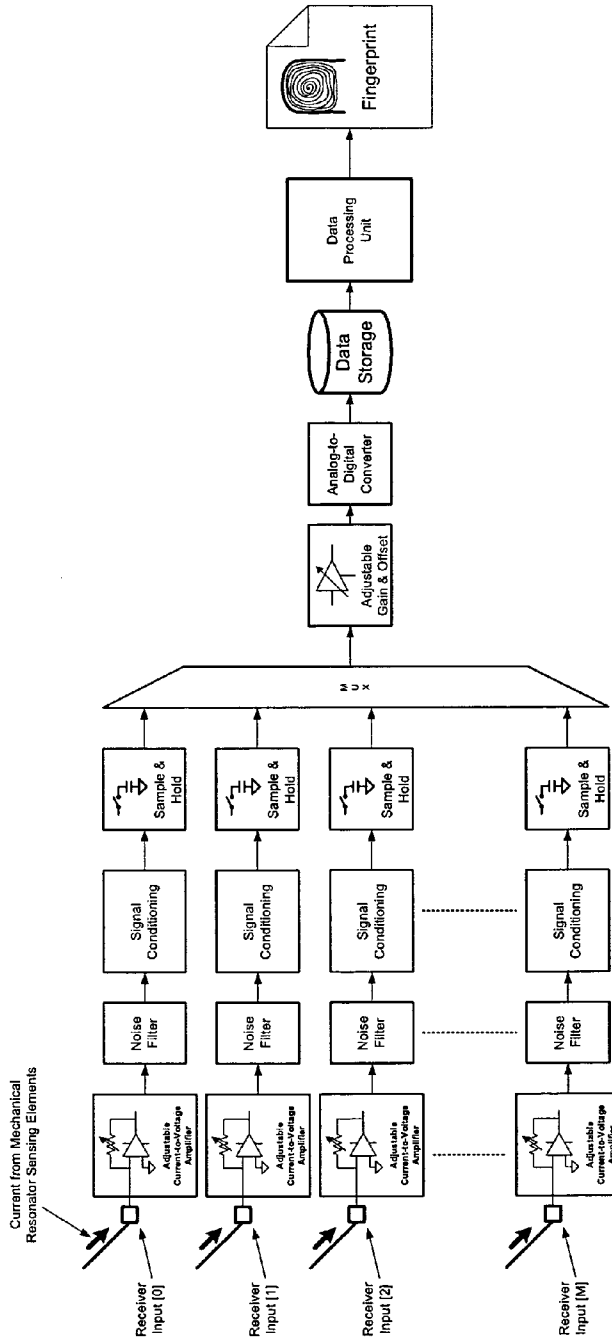 Current from Mechanical
Resonator Sensing Elements
Receiver
Input [0]
Adjustable
Current-to-Voltage
Amplifier
Noise
Filter
Signal
Conditioning
Sample &
Hold
Receiver
Input [1]
Adjustable
Current-to-Voltage
Amplifier
Noise
Filter
Signal
Conditioning
Sample &
Hold
Receiver
Input [2]
Adjustable
Current-to-Voltage
Amplifier
Noise
Filter
Signal
Conditioning
Sample &
Hold
Receiver
Input [M]
Adjustable
Current-to-Voltage
Amplifier
Noise
Filter
Signal
Conditioning
Sample &
Hold
M
U
X
Adjustable
Gain & Offset
Analog-to-
Digital
Converter
Data
Storage
Data
Processing
Unit
Fingerprint